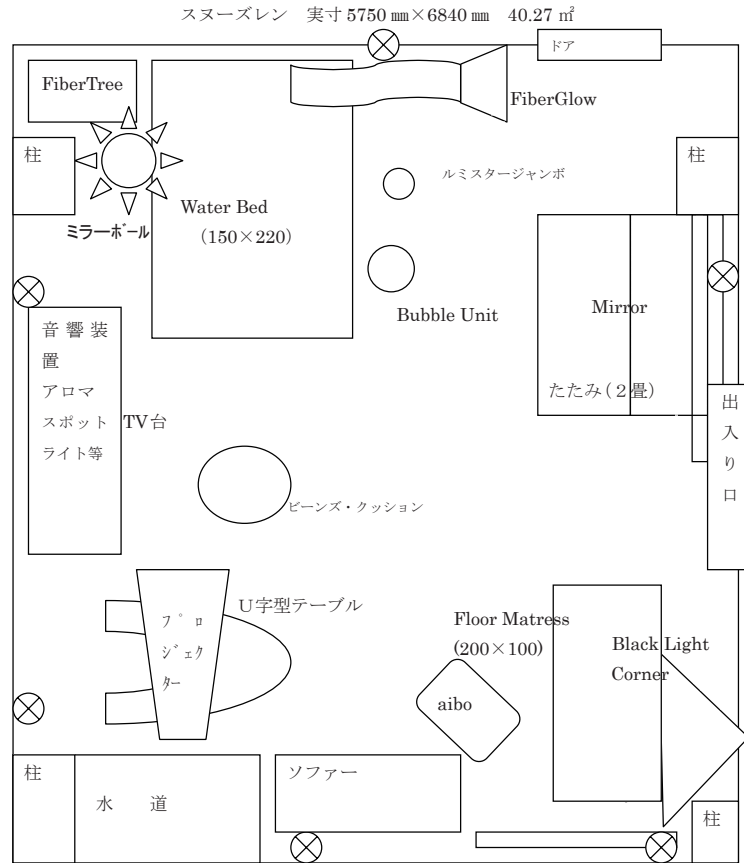 スヌーズレン 実寸 5750 ㎜×6840 ㎜ 40.27 ㎡
ドア
FiberTree
FiberGlow
柱
柱
ルミスタージャンボ
Water Bed
(150×220)
ミラーボール
Bubble Unit
Mirror
音響装
置
アロマ
スポット
ライト等
TV台
たたみ(2畳)
出
入
り
口
ビーンズ・クッション
U字型テーブル
プロ
ジェク
ター
Floor Matress
(200×100)
Black Light
Corner
aibo
柱
水 道
ソファー
柱